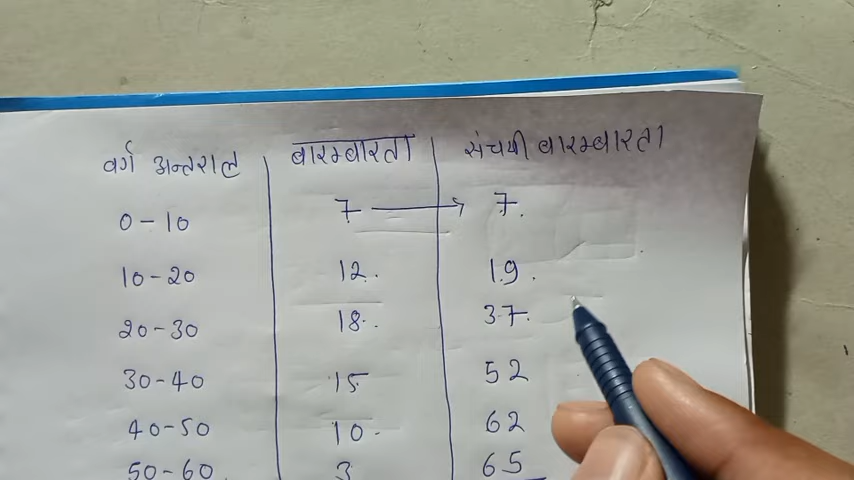 वर्ग अन्तराल बारम्बारता संचयी बारम्बारता
0-10 7 → 7.
10-20 12. 19.
20-30 18. 37.
30-40 15 52
40-50 10. 62
50-60 3 65